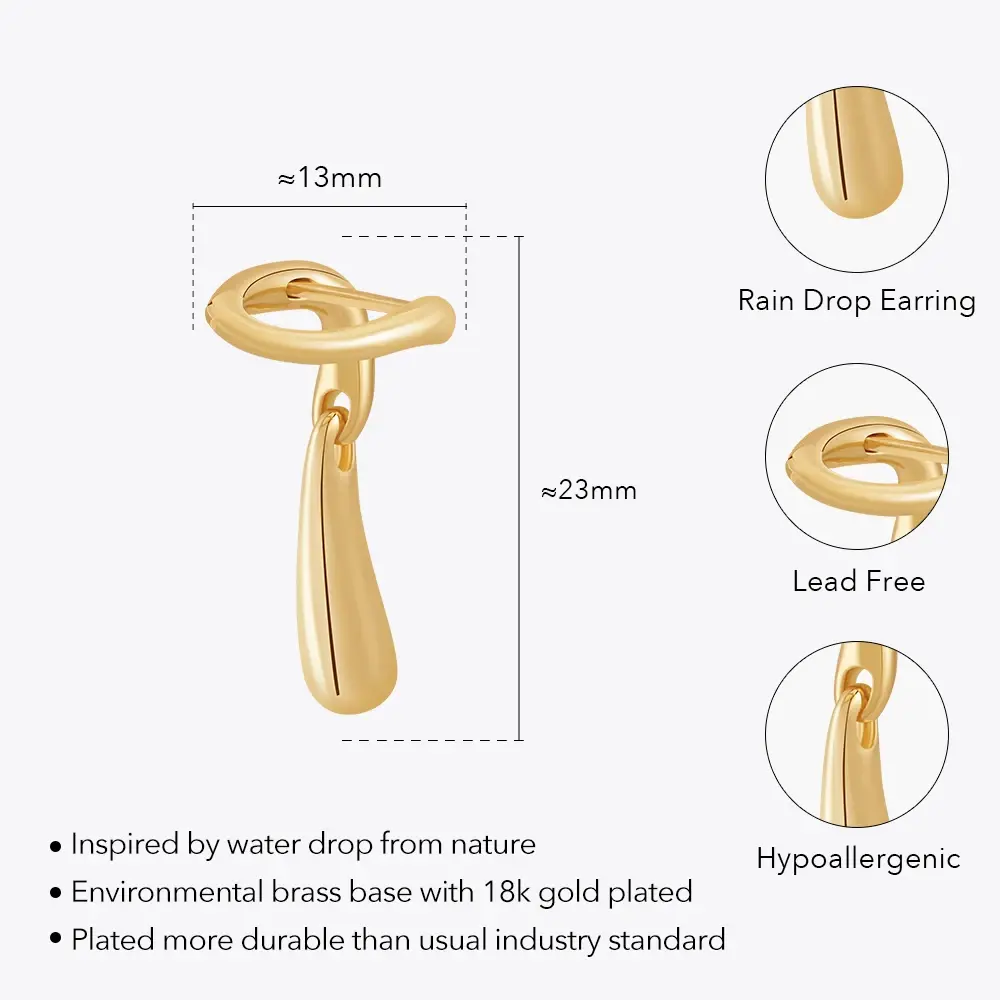 ≈13mm
≈23mm
Rain Drop Earring
Lead Free
Hypoallergenic
• Inspired by water drop from nature
• Environmental brass base with 18k gold plated
• Plated more durable than usual industry standard